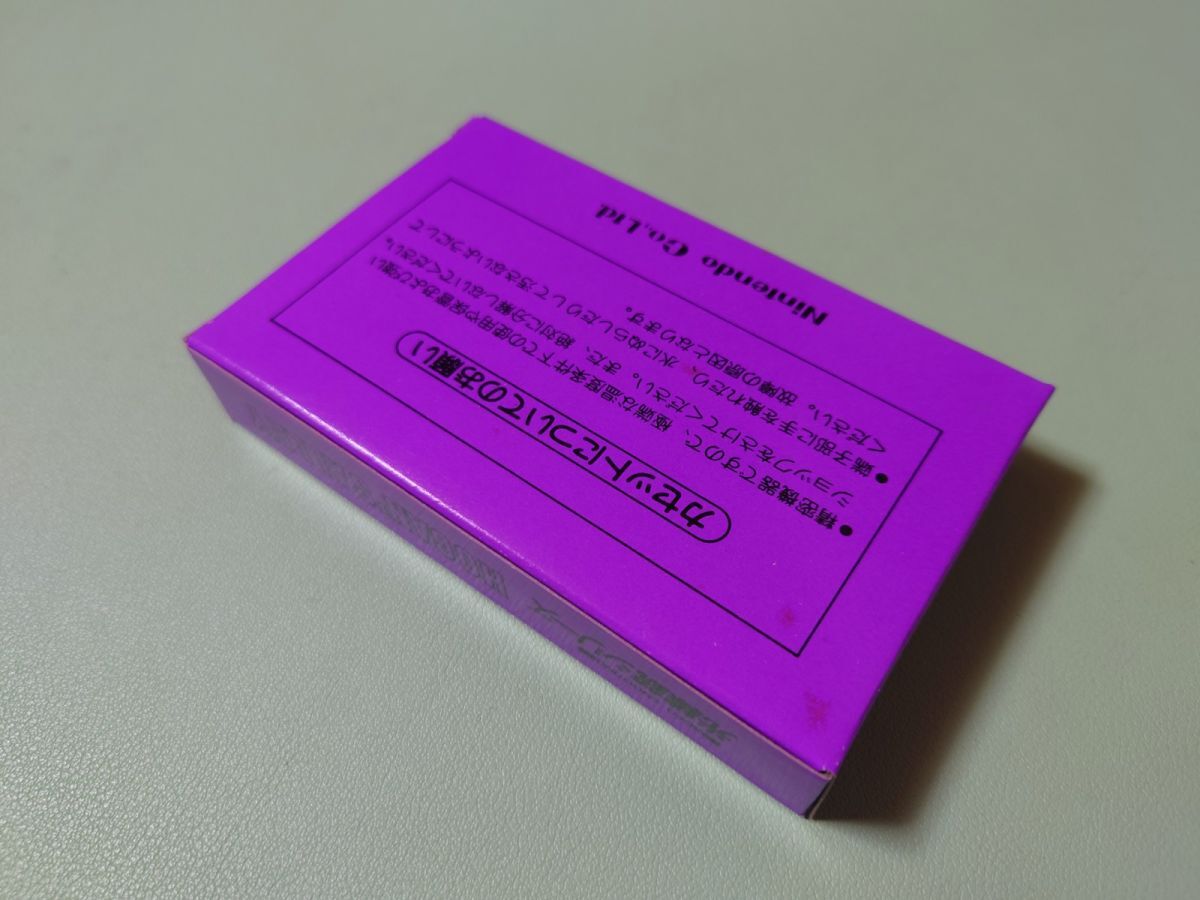 カセットについてのお願い
●精密機器ですので、極端な温度条件下での使用や保管および強い
ショックをさけてください。また、絶対に分解しないでください。
●端子部に手を触れたり、水にぬらしたりして汚さないようにして
ください。故障の原因となります。
Nintendo Co.,Ltd.